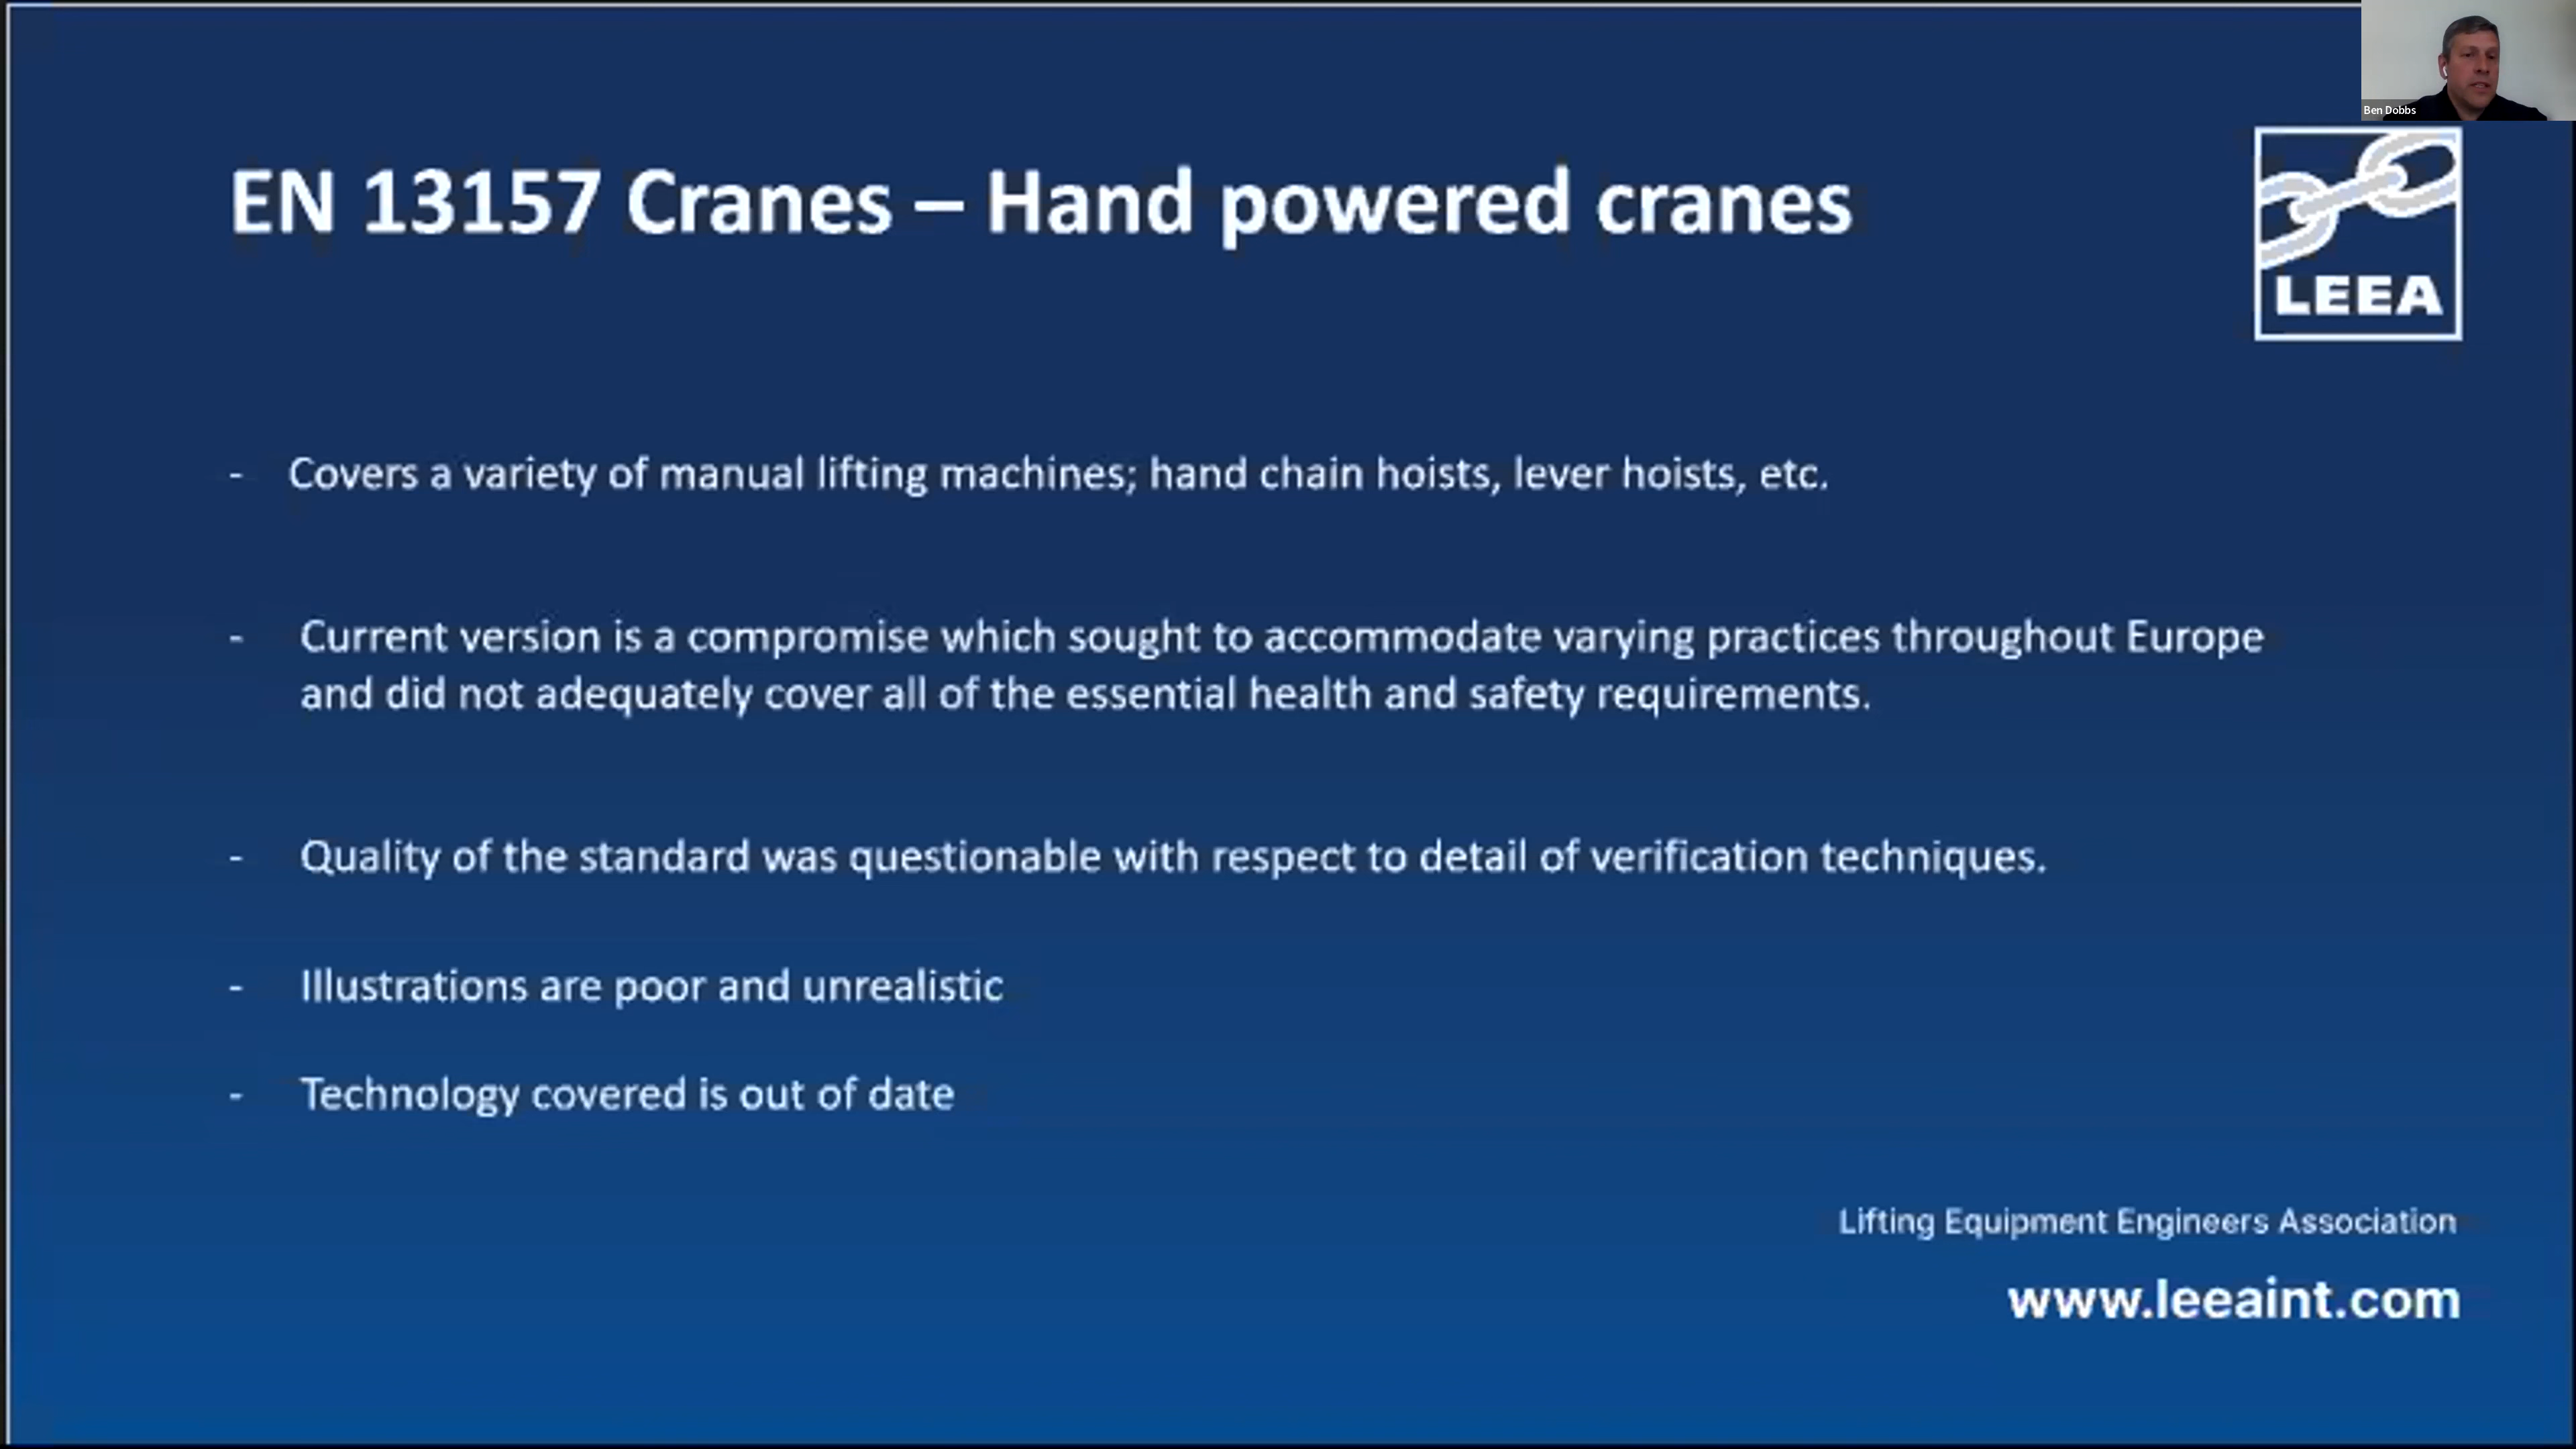 Ben Dobbs
EN 13157 Cranes – Hand powered cranes
LEEA
- Covers a variety of manual lifting machines; hand chain hoists, lever hoists, etc.
- Current version is a compromise which sought to accommodate varying practices throughout Europe
and did not adequately cover all of the essential health and safety requirements.
- Quality of the standard was questionable with respect to detail of verification techniques.
- Illustrations are poor and unrealistic
- Technology covered is out of date
Lifting Equipment Engineers Association
www.leeaint.com